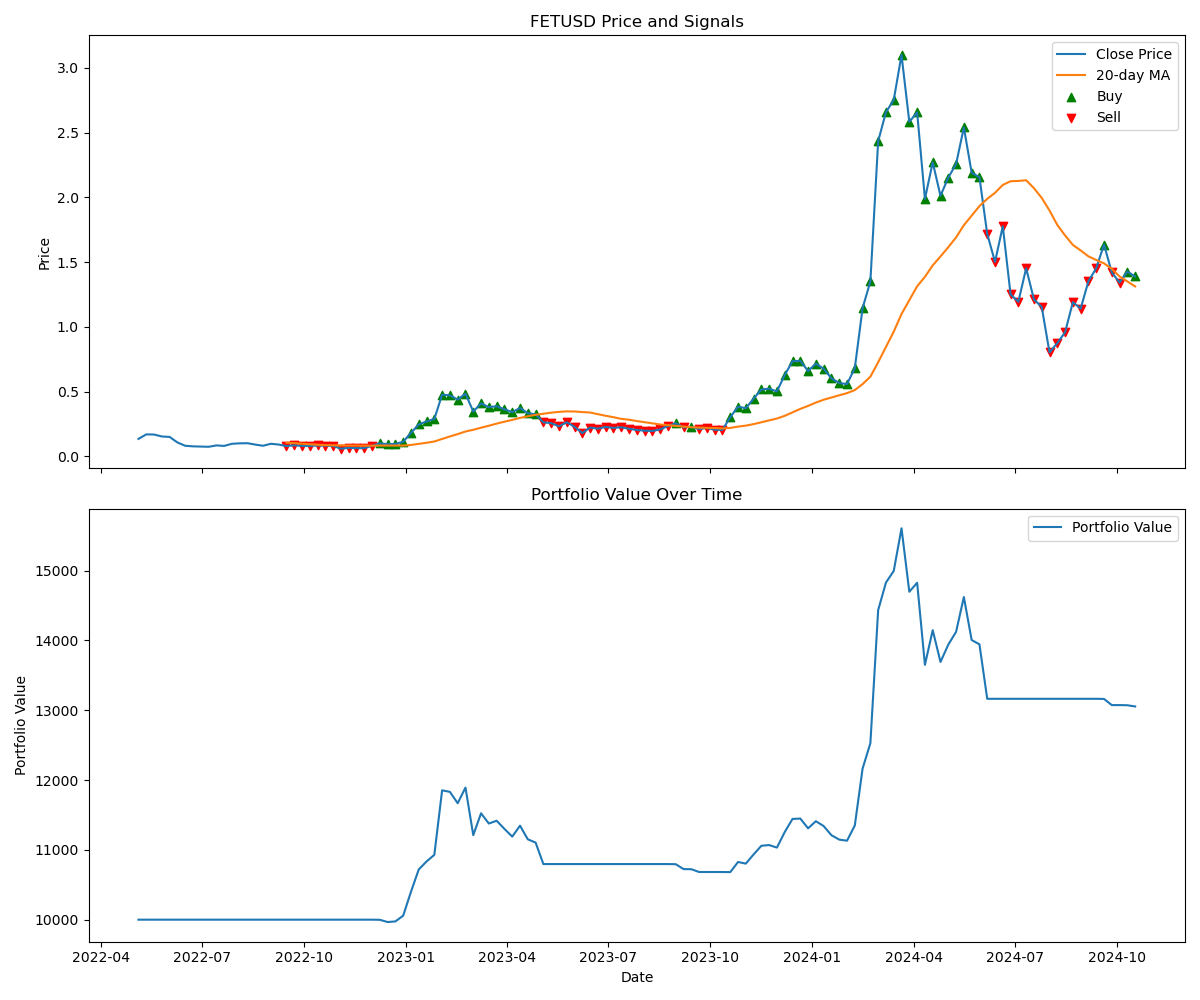 FETUSD Price and Signals
Price
3.0
2.5
2.0
1.5
1.0
0.5
0.0
Close Price
20-day MA
Buy
Sell
Portfolio Value Over Time
Portfolio Value
15000
14000
13000
12000
11000
10000
Portfolio Value
2022-04 2022-07 2022-10 2023-01 2023-04 2023-07 2023-10 2024-01 2024-04 2024-07 2024-10
Date